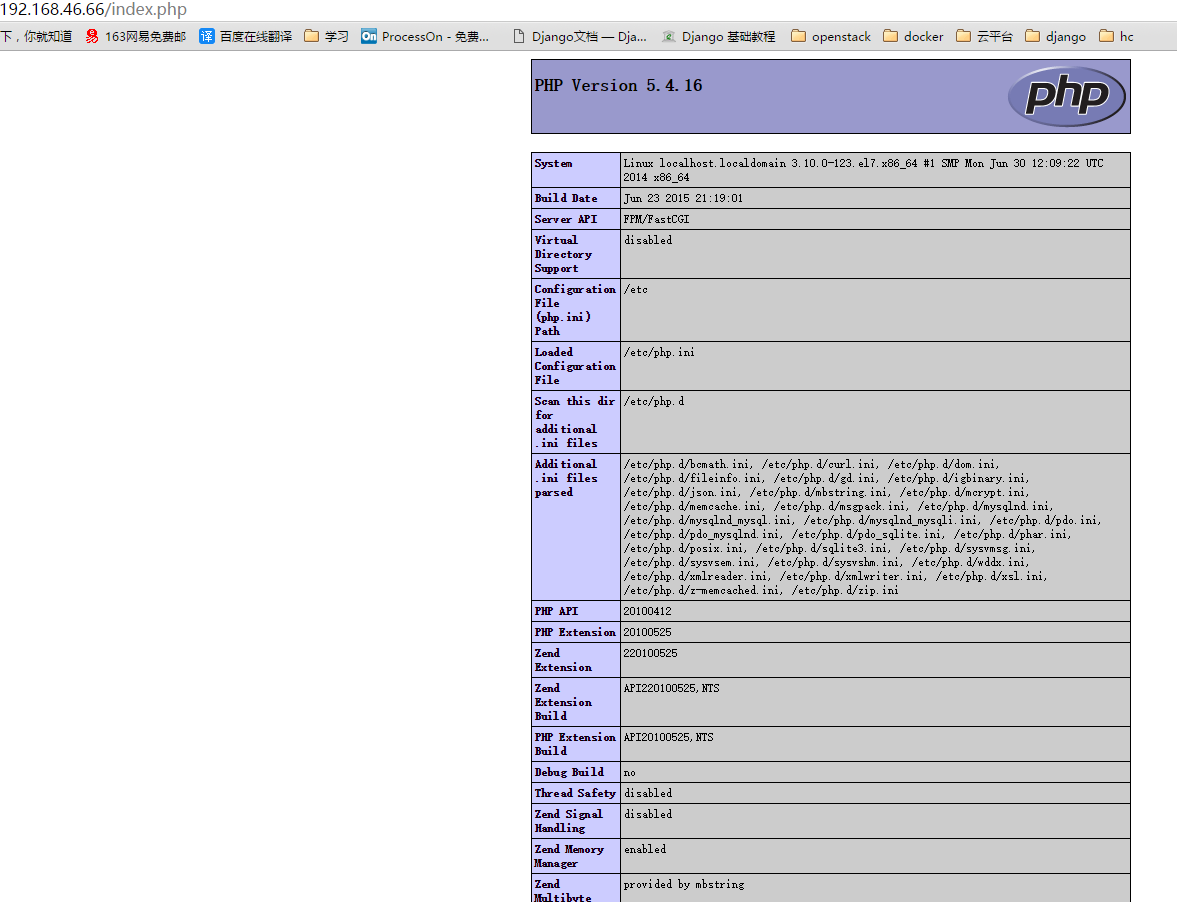 192.168.46.66/index.php
下，你就知道 163网易免费邮 译 百度在线翻译 学习 On ProcessOn - 免费... Django文档 — Dja... Django 基础教程 openstack docker 云平台 django hc
PHP Version 5.4.16
php
System
Linux localhost.localdomain 3.10.0-123.el7.x86_64 #1 SMP Mon Jun 30 12:09:22 UTC
2014 x86_64
Build Date
Jun 23 2015 21:19:01
Server API
FPM/FastCGI
Virtual
Directory
Support
disabled
Configuration
File
(php.ini)
Path
/etc
Loaded
Configuration
File
/etc/php.ini
Scan this dir
for
additional
.ini files
/etc/php.d
Additional
.ini files
parsed
/etc/php.d/bcmath.ini, /etc/php.d/curl.ini, /etc/php.d/dom.ini,
/etc/php.d/fileinfo.ini, /etc/php.d/gd.ini, /etc/php.d/igbinary.ini,
/etc/php.d/json.ini, /etc/php.d/mbstring.ini, /etc/php.d/mcrypt.ini,
/etc/php.d/memcache.ini, /etc/php.d/msgpack.ini, /etc/php.d/mysqlnd.ini,
/etc/php.d/mysqlnd_mysql.ini, /etc/php.d/mysqlnd_mysqli.ini, /etc/php.d/pdo.ini,
/etc/php.d/pdo_mysqlnd.ini, /etc/php.d/pdo_sqlite.ini, /etc/php.d/phar.ini,
/etc/php.d/posix.ini, /etc/php.d/sqlite3.ini, /etc/php.d/sysvmsg.ini,
/etc/php.d/sysvsem.ini, /etc/php.d/sysvshm.ini, /etc/php.d/wddx.ini,
/etc/php.d/xmlreader.ini, /etc/php.d/xmlwriter.ini, /etc/php.d/xsl.ini,
/etc/php.d/z-memcached.ini, /etc/php.d/zip.ini
PHP API
20100412
PHP Extension
20100525
Zend
Extension
220100525
Zend
Extension
Build
API220100525,NTS
PHP Extension
Build
API20100525,NTS
Debug Build
no
Thread Safety
disabled
Zend Signal
Handling
disabled
Zend Memory
Manager
enabled
Zend
Multibyte
provided by mbstring